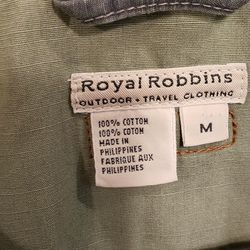 Royal Robbins
OUTDOOR + TRAVEL CLOTHING
100% COTTON
100% COTON
MADE IN
PHILIPPINES
FABRIQUE AUX
PHILIPPINES
M